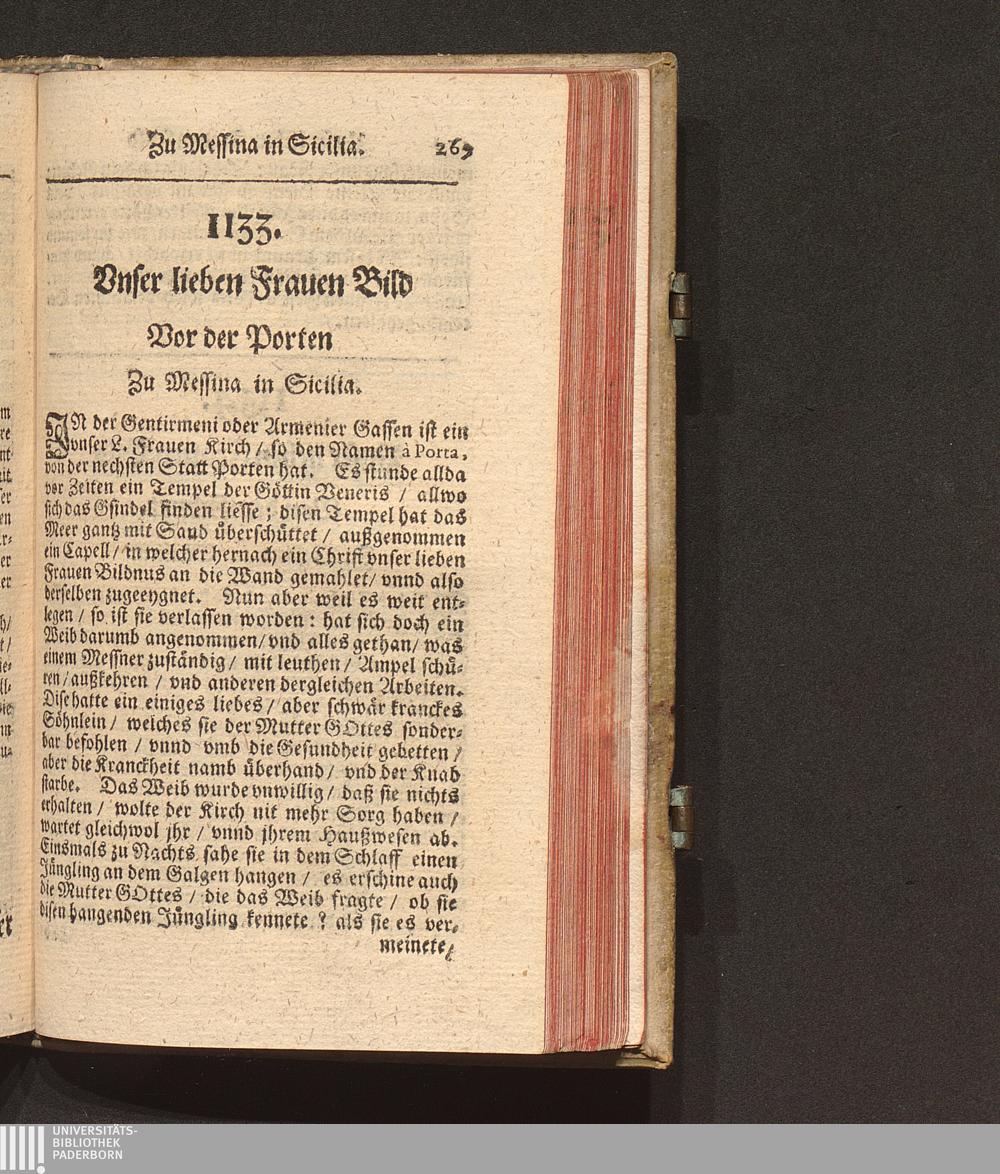 Zu Messina in Sicilia. 269
1133.
Vnser lieben Frauen Bild
Vor der Porten
Zu Messina in Sicilia.
IN der Gentirmeni oder Armenier Gassen ist ein
vnser L. Frauen Kirch / so den Namen à Porta,
von der nechsten Statt Porten hat. Es stunde allda
vor Zeiten ein Tempel der Göttin Veneris / allwo
sich das Gsindel finden liesse; disen Tempel hat das
Meer gantz mit Sand überschüttet / außgenommen
ein Capell / in welcher hernach ein Christ vnser lieben
Frauen Bildnus an die Wand gemahlet / vnnd also
derselben zugeeygnet. Nun aber weil es weit ent⸗
legen / so ist sie verlassen worden: hat sich doch ein
Weib darumb angenommen / vnd alles gethan / was
einem Messner zuständig / mit leuthen / Ampel schü⸗
ren / außkehren / vnd anderen dergleichen Arbeiten.
Dise hatte ein einiges liebes / aber schwär kranckes
Söhnlein / welches sie der Mutter GOttes sonder⸗
bar befohlen / vnnd vmb die Gesundheit gebetten /
aber die Kranckheit namb überhand / vnd der Knab
starbe. Das Weib wurde vnwillig / daß sie nichts
erhalten / wolte der Kirch nit mehr Sorg haben /
wartet gleichwol jhr / vnnd jhrem Haußwesen ab.
Einsmals zu Nachts sahe sie in dem Schlaff einen
Jüngling an dem Galgen hangen / es erschine auch
die Mutter GOttes / die das Weib fragte / ob sie
disen hangenden Jüngling kennete? als sie es ver⸗
meinete /
UNIVERSITÄTS-
BIBLIOTHEK
PADERBORN